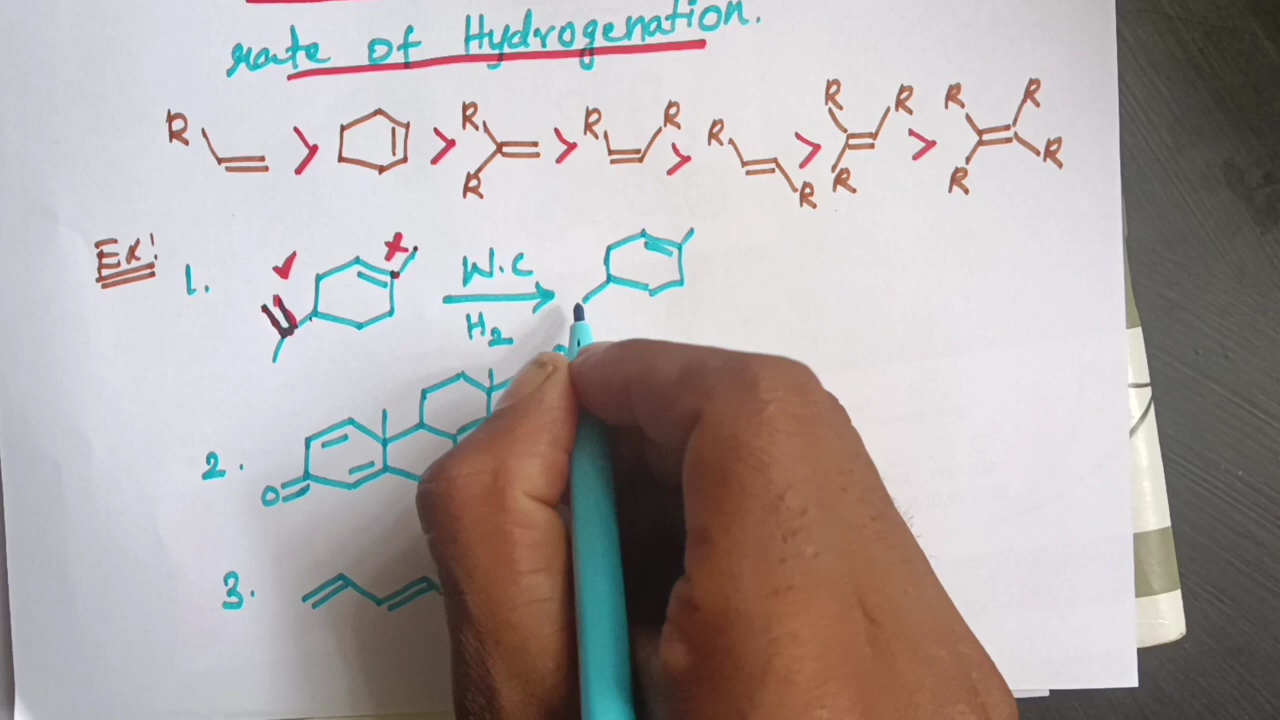 rate of Hydrogenation.
R > > R R > R R > R R > R R R > R R R R
Ex!
1. W.C
H2
2. O
3.